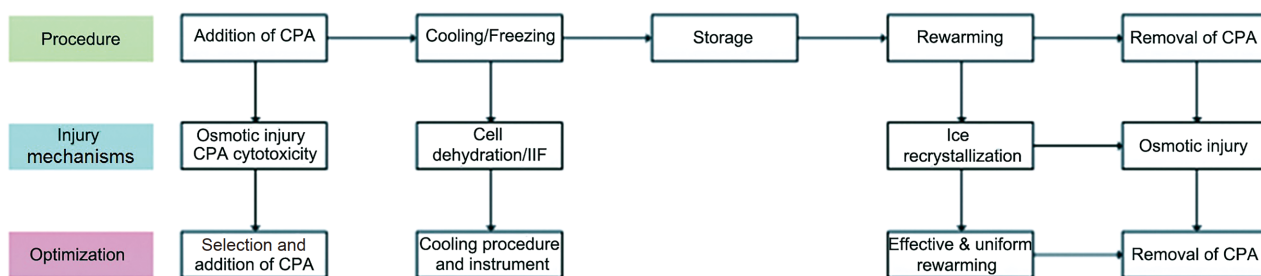 Procedure
Addition of CPA
Cooling/Freezing
Storage
Rewarming
Removal of CPA
Injury
mechanisms
Osmotic injury
CPA cytotoxicity
Cell
dehydration/IIF
Ice
recrystallization
Osmotic injury
Optimization
Selection and
addition of CPA
Cooling procedure
and instrument
Effective & uniform
rewarming
Removal of CPA